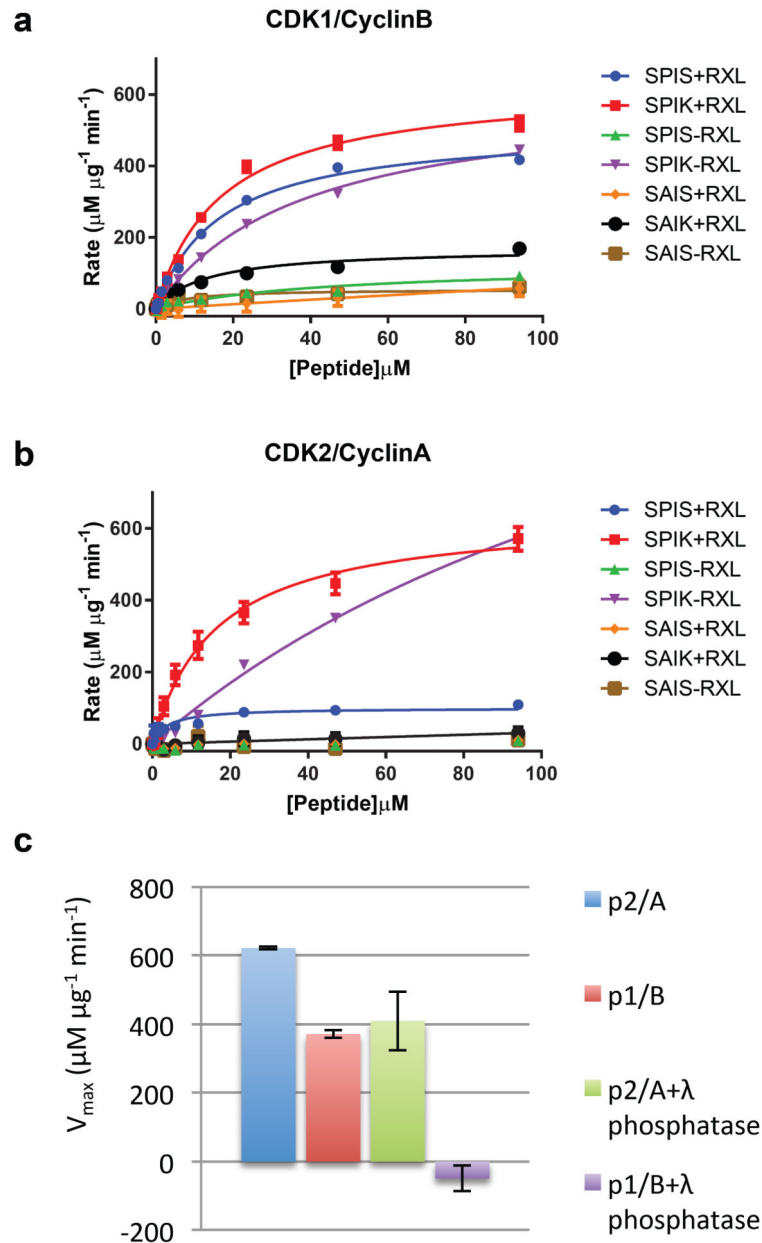 a
CDK1/CyclinB
Rate (µM µg⁻¹ min⁻¹)
600
400
200
0
0
20
40
60
80
100
[Peptide]µM
SPIS+RXL
SPIK+RXL
SPIS-RXL
SPIK-RXL
SAIS+RXL
SAIK+RXL
SAIS-RXL
b
CDK2/CyclinA
Rate (µM µg⁻¹ min⁻¹)
600
400
200
0
0
20
40
60
80
100
[Peptide]µM
SPIS+RXL
SPIK+RXL
SPIS-RXL
SPIK-RXL
SAIS+RXL
SAIK+RXL
SAIS-RXL
c
Vmax (µM µg⁻¹ min⁻¹)
800
600
400
200
0
-200
p2/A
p1/B
p2/A+λ
phosphatase
p1/B+λ
phosphatase